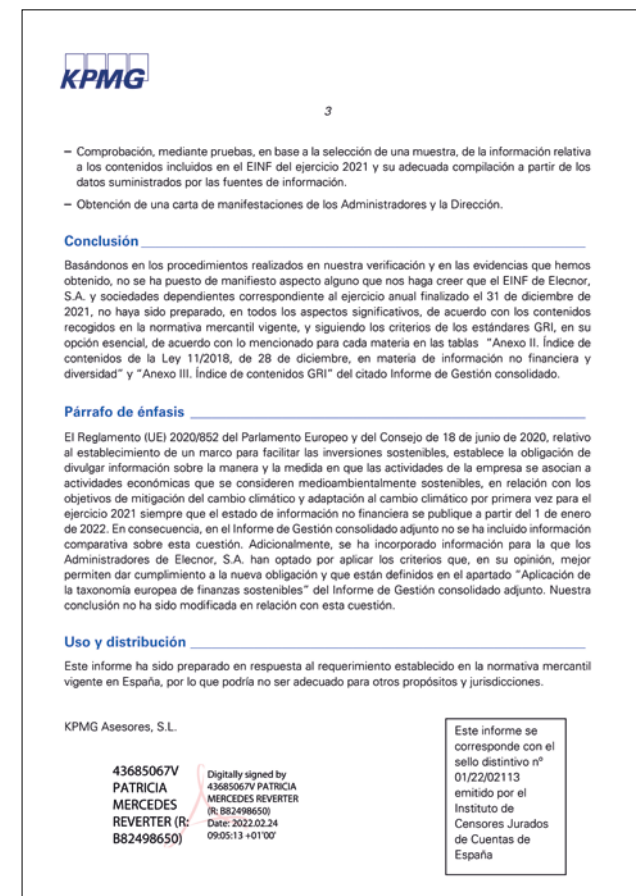 KPMG
3
– Comprobación, mediante pruebas, en base a la selección de una muestra, de la información relativa
a los contenidos incluidos en el EINF del ejercicio 2021 y su adecuada compilación a partir de los
datos suministrados por las fuentes de información.
– Obtención de una carta de manifestaciones de los Administradores y la Dirección.
Conclusión
Basándonos en los procedimientos realizados en nuestra verificación y en las evidencias que hemos
obtenido, no se ha puesto de manifiesto aspecto alguno que nos haga creer que el EINF de Elecnor,
S.A. y sociedades dependientes correspondiente al ejercicio anual finalizado el 31 de diciembre de
2021, no haya sido preparado, en todos los aspectos significativos, de acuerdo con los contenidos
recogidos en la normativa mercantil vigente, y siguiendo los criterios de los estándares GRI, en su
opción esencial, de acuerdo con lo mencionado para cada materia en las tablas "Anexo II. Índice de
contenidos de la Ley 11/2018, de 28 de diciembre, en materia de información no financiera y
diversidad" y "Anexo III. Índice de contenidos GRI" del citado Informe de Gestión consolidado.
Párrafo de énfasis
El Reglamento (UE) 2020/852 del Parlamento Europeo y del Consejo de 18 de junio de 2020, relativo
al establecimiento de un marco para facilitar las inversiones sostenibles, establece la obligación de
divulgar información sobre la manera y la medida en que las actividades de la empresa se asocian a
actividades económicas que se consideren medioambientalmente sostenibles, en relación con los
objetivos de mitigación del cambio climático y adaptación al cambio climático por primera vez para el
ejercicio 2021 siempre que el estado de información no financiera se publique a partir del 1 de enero
de 2022. En consecuencia, en el Informe de Gestión consolidado adjunto no se ha incluido información
comparativa sobre esta cuestión. Adicionalmente, se ha incorporado información para la que los
Administradores de Elecnor, S.A. han optado por aplicar los criterios que, en su opinión, mejor
permiten dar cumplimiento a la nueva obligación y que están definidos en el apartado "Aplicación de
la taxonomía europea de finanzas sostenibles" del Informe de Gestión consolidado adjunto. Nuestra
conclusión no ha sido modificada en relación con esta cuestión.
Uso y distribución
Este informe ha sido preparado en respuesta al requerimiento establecido en la normativa mercantil
vigente en España, por lo que podría no ser adecuado para otros propósitos y jurisdicciones.
KPMG Asesores, S.L.
43685067V
PATRICIA
MERCEDES
REVERTER (R:
B82498650)
Digitally signed by
43685067V PATRICIA
MERCEDES REVERTER
(R: B82498650)
Date: 2022.02.24
09:05:13 +01'00'
Este informe se
corresponde con el
sello distintivo nº
01/22/02113
emitido por el
Instituto de
Censores Jurados
de Cuentas de
España